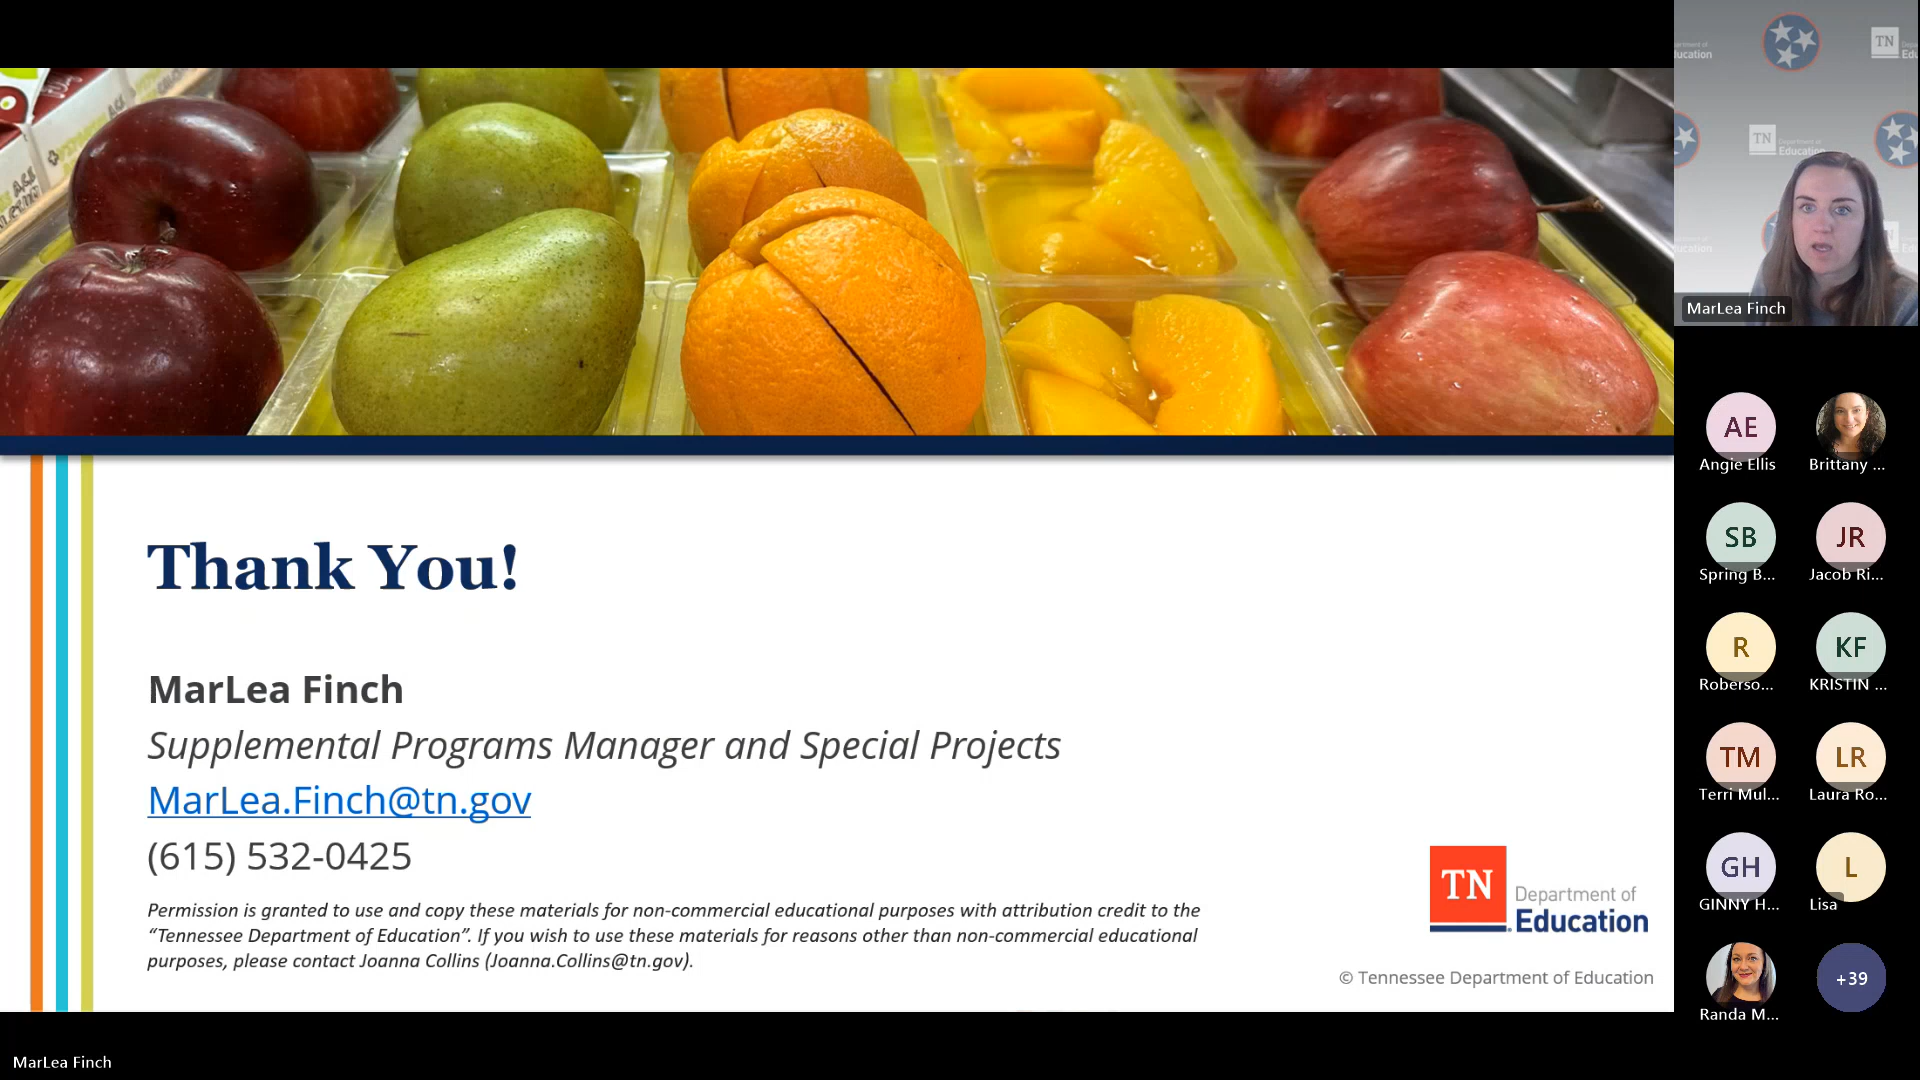 Thank You!
MarLea Finch
Supplemental Programs Manager and Special Projects
MarLea.Finch@tn.gov
(615) 532-0425
Permission is granted to use and copy these materials for non-commercial educational purposes with attribution credit to the
“Tennessee Department of Education”. If you wish to use these materials for reasons other than non-commercial educational
purposes, please contact Joanna Collins (Joanna.Collins@tn.gov).
TN
Department of
Education
© Tennessee Department of Education
MarLea Finch
TN
TN
Department of
Education
MarLea Finch
AE
Angie Ellis
Brittany ...
SB
Spring B...
JR
Jacob Ri...
R
Roberso...
KF
KRISTIN ...
TM
Terri Mul...
LR
Laura Ro...
GH
GINNY H...
L
Lisa
Randa M...
+39